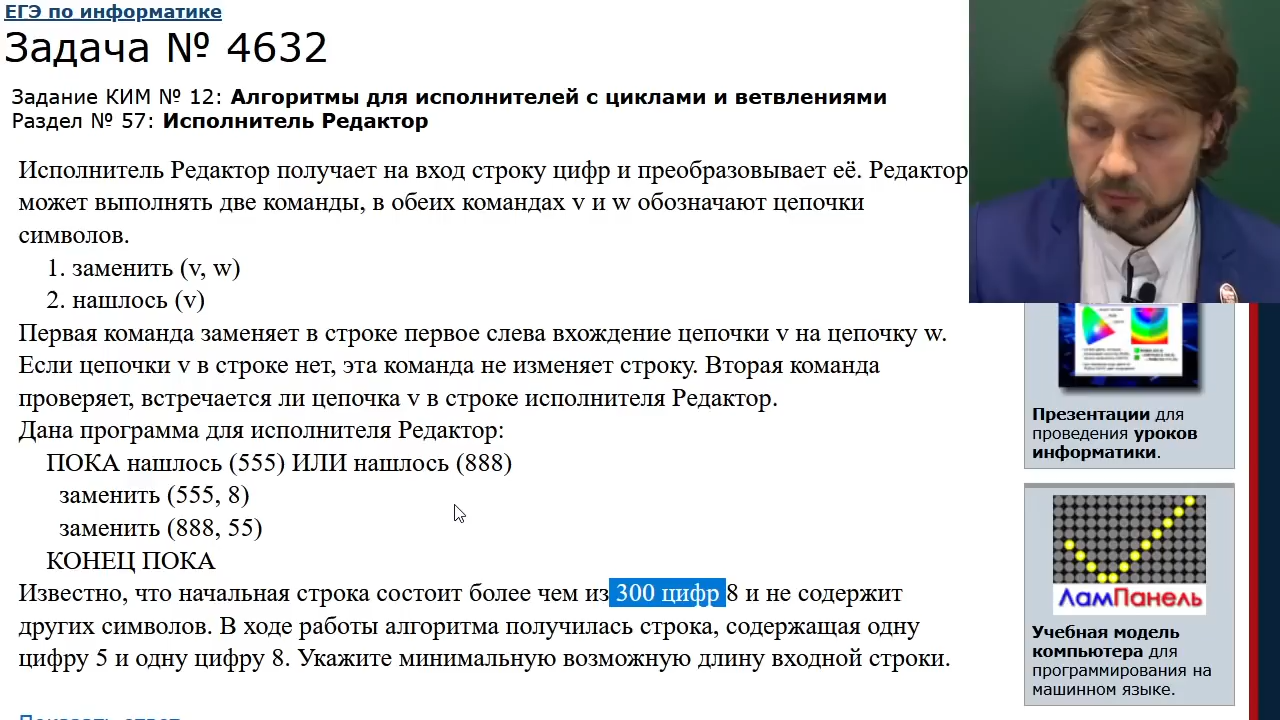 ЕГЭ по информатике
Задача № 4632
Задание КИМ № 12: Алгоритмы для исполнителей с циклами и ветвлениями
Раздел № 57: Исполнитель Редактор
Исполнитель Редактор получает на вход строку цифр и преобразовывает её. Редактор
может выполнять две команды, в обеих командах v и w обозначают цепочки
символов.
1. заменить (v, w)
2. нашлось (v)
Первая команда заменяет в строке первое слева вхождение цепочки v на цепочку w.
Если цепочки v в строке нет, эта команда не изменяет строку. Вторая команда
проверяет, встречается ли цепочка v в строке исполнителя Редактор.
Дана программа для исполнителя Редактор:
ПОКА нашлось (555) ИЛИ нашлось (888)
заменить (555, 8)
заменить (888, 55)
КОНЕЦ ПОКА
Известно, что начальная строка состоит более чем из 300 цифр 8 и не содержит
других символов. В ходе работы алгоритма получилась строка, содержащая одну
цифру 5 и одну цифру 8. Укажите минимальную возможную длину входной строки.
Презентации для
проведения уроков
информатики.
ЛамПанель
Учебная модель
компьютера для
программирования на
машинном языке.